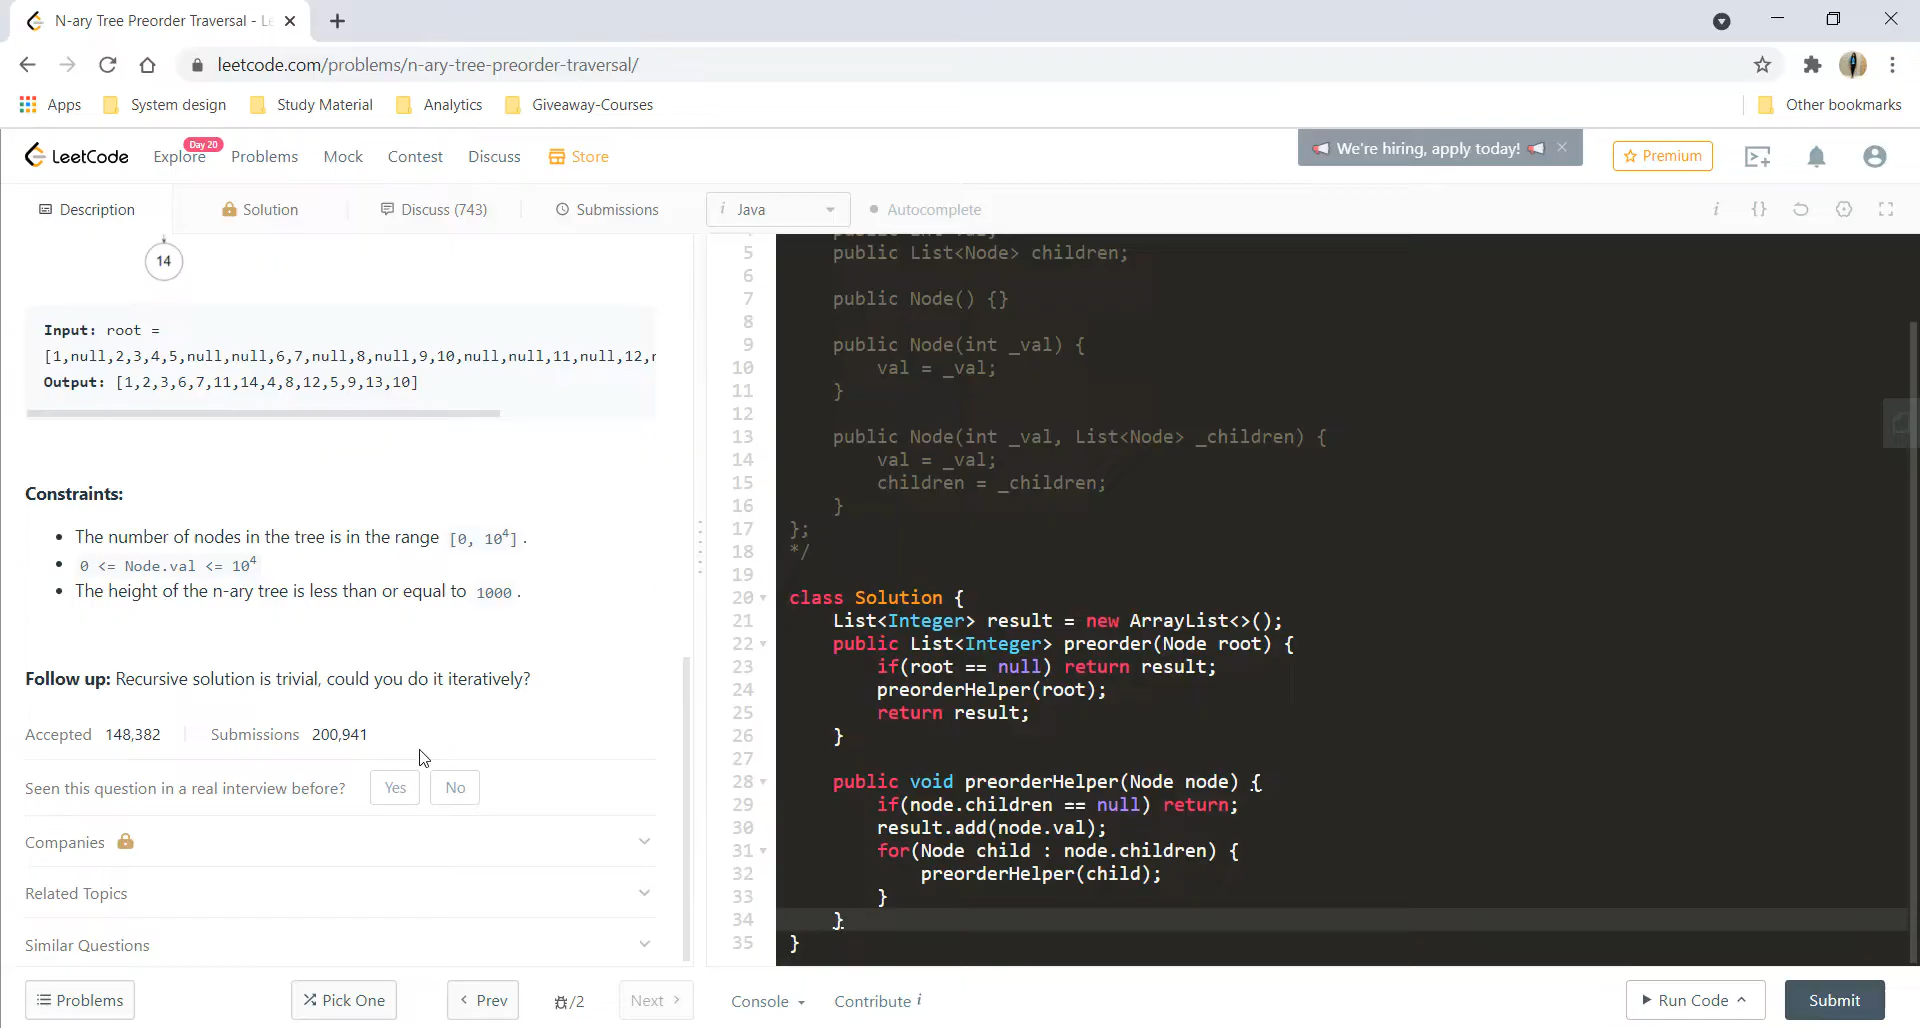 N-ary Tree Preorder Traversal - Le
leetcode.com/problems/n-ary-tree-preorder-traversal/
Apps
System design
Study Material
Analytics
Giveaway-Courses
Other bookmarks
LeetCode
Explore
Day 20
Problems
Mock
Contest
Discuss
Store
We're hiring, apply today!
Premium
Description
Solution
Discuss (743)
Submissions
i Java
Autocomplete
i
{}
14
Input: root =
[1,null,2,3,4,5,null,null,6,7,null,8,null,9,10,null,null,11,null,12,
Output: [1,2,3,6,7,11,14,4,8,12,5,9,13,10]
Constraints:
• The number of nodes in the tree is in the range [0, 10⁴].
• 0 <= Node.val <= 10⁴
• The height of the n-ary tree is less than or equal to 1000.
Follow up: Recursive solution is trivial, could you do it iteratively?
Accepted 148,382
Submissions 200,941
Seen this question in a real interview before?
Yes
No
Companies
Related Topics
Similar Questions
5 public List<Node> children;
6
7 public Node() {}
8
9 public Node(int _val) {
10 val = _val;
11 }
12
13 public Node(int _val, List<Node> _children) {
14 val = _val;
15 children = _children;
16 }
17 };
18 */
19
20 class Solution {
21 List<Integer> result = new ArrayList<>();
22 public List<Integer> preorder(Node root) {
23 if(root == null) return result;
24 preorderHelper(root);
25 return result;
26 }
27
28 public void preorderHelper(Node node) {
29 if(node.children == null) return;
30 result.add(node.val);
31 for(Node child : node.children) {
32 preorderHelper(child);
33 }
34 }
35 }
Problems
Pick One
Prev
/2
Next
Console
Contribute i
Run Code
Submit